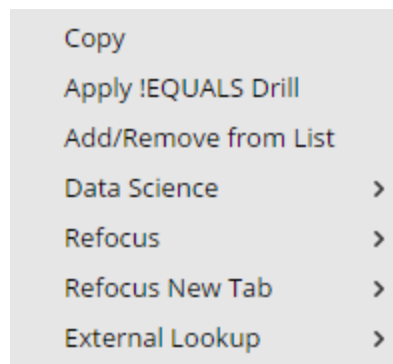 Copy
Apply !EQUALS Drill
Add/Remove from List
Data Science
Refocus
Refocus New Tab
External Lookup